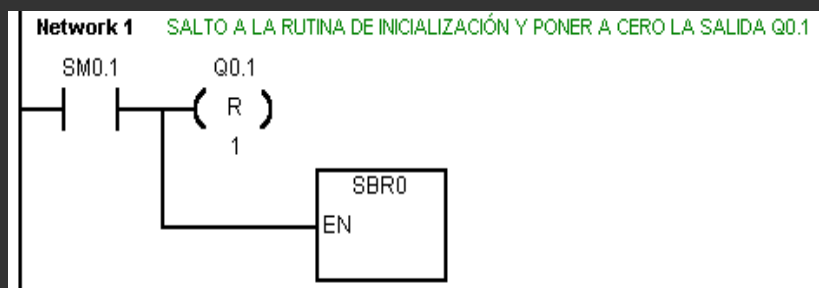 Network 1 SALTO A LA RUTINA DE INICIALIZACIÓN Y PONER A CERO LA SALIDA Q0.1
SM0.1 Q0.1
R
1
SBR0
EN